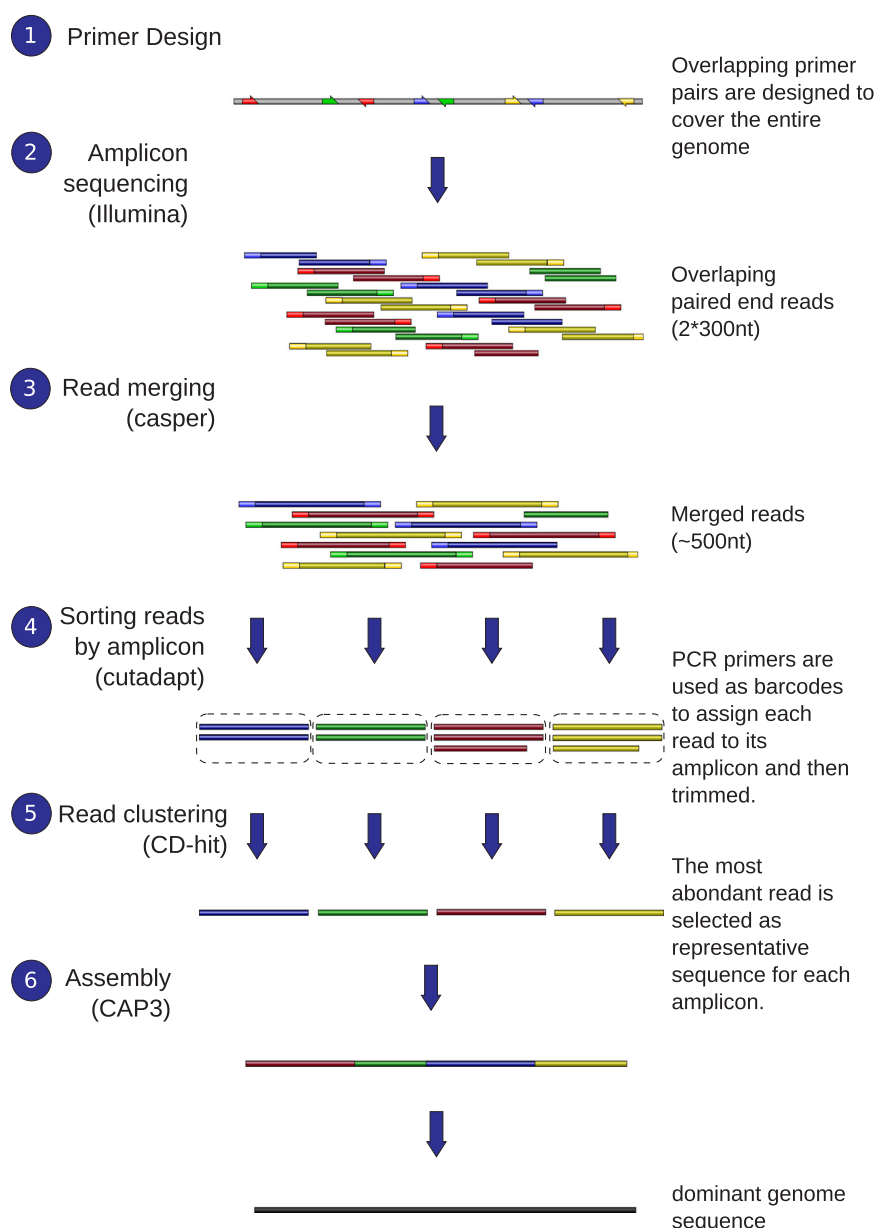 1
Primer Design
Overlapping primer
pairs are designed to
cover the entire
genome
2
Amplicon
sequencing
(Illumina)
Overlaping
paired end reads
(2*300nt)
3
Read merging
(casper)
Merged reads
(~500nt)
4
Sorting reads
by amplicon
(cutadapt)
PCR primers are
used as barcodes
to assign each
read to its
amplicon and then
trimmed.
5
Read clustering
(CD-hit)
The most
abondant read is
selected as
representative
sequence for each
amplicon.
6
Assembly
(CAP3)
dominant genome
sequence